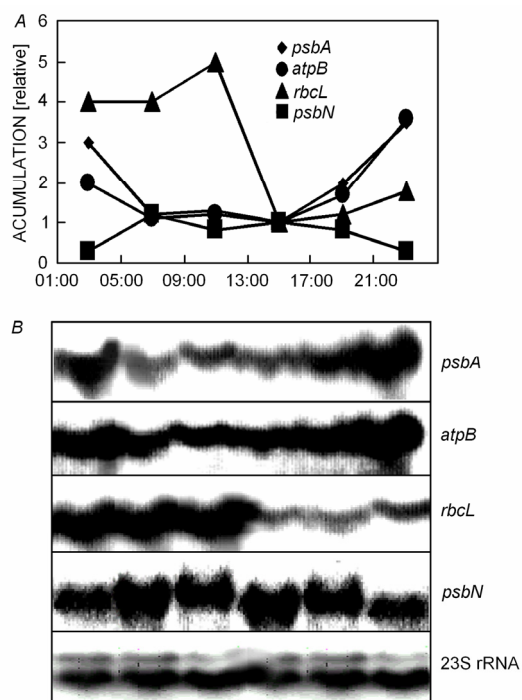 A
ACUMULATION [relative]
6
5
4
3
2
1
0
psbA
atpB
rbcL
psbN
01:00 05:00 09:00 13:00 17:00 21:00
B
psbA
atpB
rbcL
psbN
23S rRNA